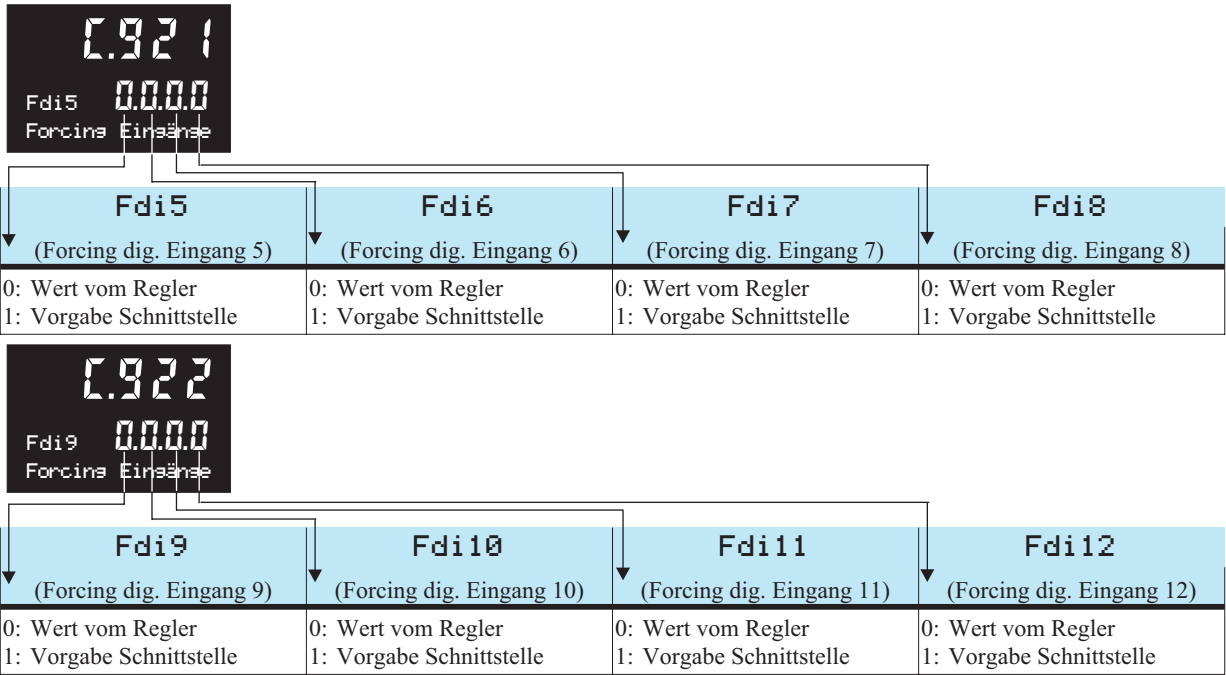 C.921
Fdi5 0.0.0.0
Forcing Eingänge
Fdi5 Fdi6 Fdi7 Fdi8
(Forcing dig. Eingang 5) (Forcing dig. Eingang 6) (Forcing dig. Eingang 7) (Forcing dig. Eingang 8)
0: Wert vom Regler 0: Wert vom Regler 0: Wert vom Regler 0: Wert vom Regler
1: Vorgabe Schnittstelle 1: Vorgabe Schnittstelle 1: Vorgabe Schnittstelle 1: Vorgabe Schnittstelle
C.922
Fdi9 0.0.0.0
Forcing Eingänge
Fdi9 Fdi10 Fdi11 Fdi12
(Forcing dig. Eingang 9) (Forcing dig. Eingang 10) (Forcing dig. Eingang 11) (Forcing dig. Eingang 12)
0: Wert vom Regler 0: Wert vom Regler 0: Wert vom Regler 0: Wert vom Regler
1: Vorgabe Schnittstelle 1: Vorgabe Schnittstelle 1: Vorgabe Schnittstelle 1: Vorgabe Schnittstelle